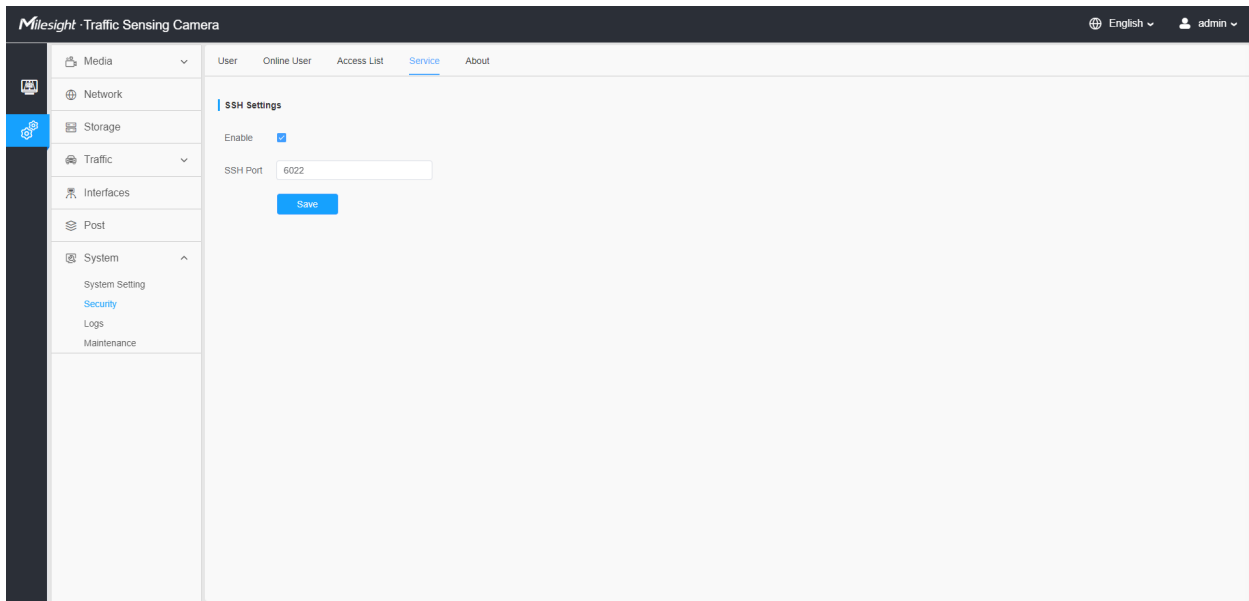 Milesight · Traffic Sensing Camera
English
admin
Media
Network
Storage
Traffic
Interfaces
Post
System
System Setting
Security
Logs
Maintenance
User Online User Access List Service About
SSH Settings
Enable
SSH Port 6022
Save